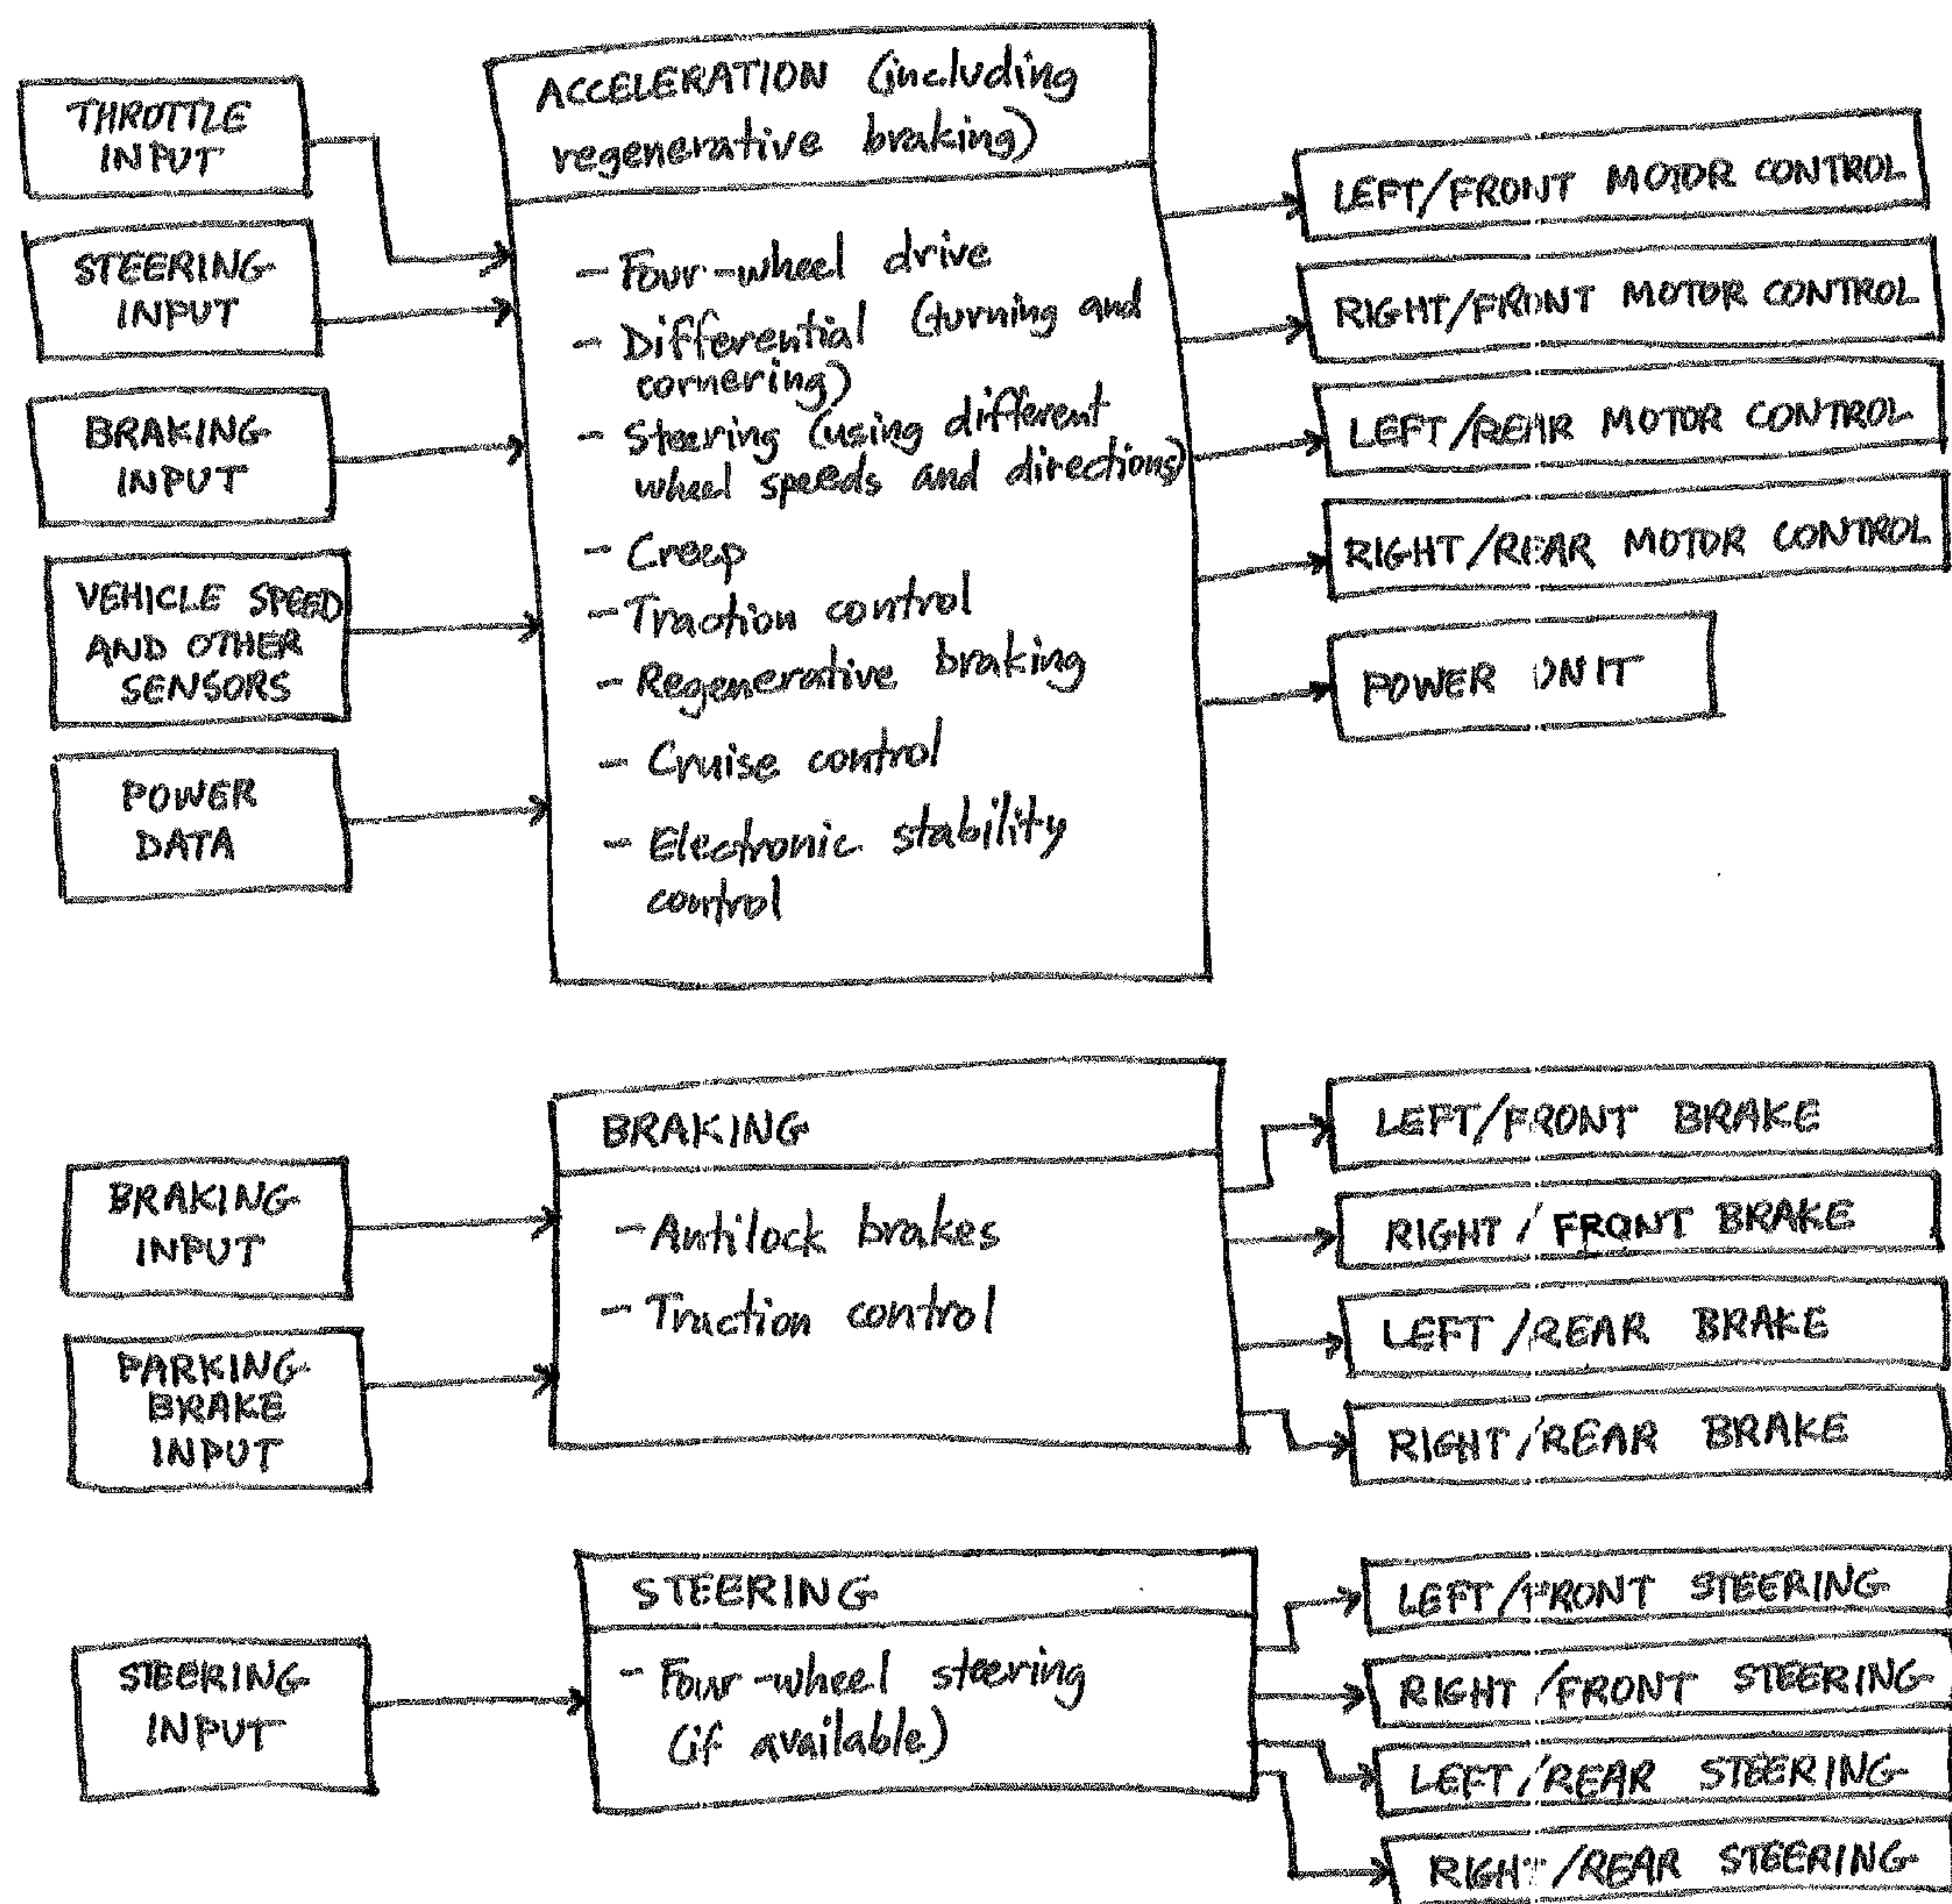 THROTTLE
INPUT
STEERING
INPUT
BRAKING
INPUT
VEHICLE SPEED
AND OTHER
SENSORS
POWER
DATA
ACCELERATION (including
regenerative braking)
- Four-wheel drive
- Differential (turning and
cornering)
- Steering (using different
wheel speeds and directions)
- Creep
- Traction control
- Regenerative braking
- Cruise control
- Electronic stability
control
LEFT/FRONT MOTOR CONTROL
RIGHT/FRONT MOTOR CONTROL
LEFT/REAR MOTOR CONTROL
RIGHT/REAR MOTOR CONTROL
POWER UNIT
BRAKING
INPUT
PARKING
BRAKE
INPUT
BRAKING
- Antilock brakes
- Traction control
LEFT/FRONT BRAKE
RIGHT/FRONT BRAKE
LEFT/REAR BRAKE
RIGHT/REAR BRAKE
STEERING
INPUT
STEERING
- Four-wheel steering
(if available)
LEFT/FRONT STEERING
RIGHT/FRONT STEERING
LEFT/REAR STEERING
RIGHT/REAR STEERING